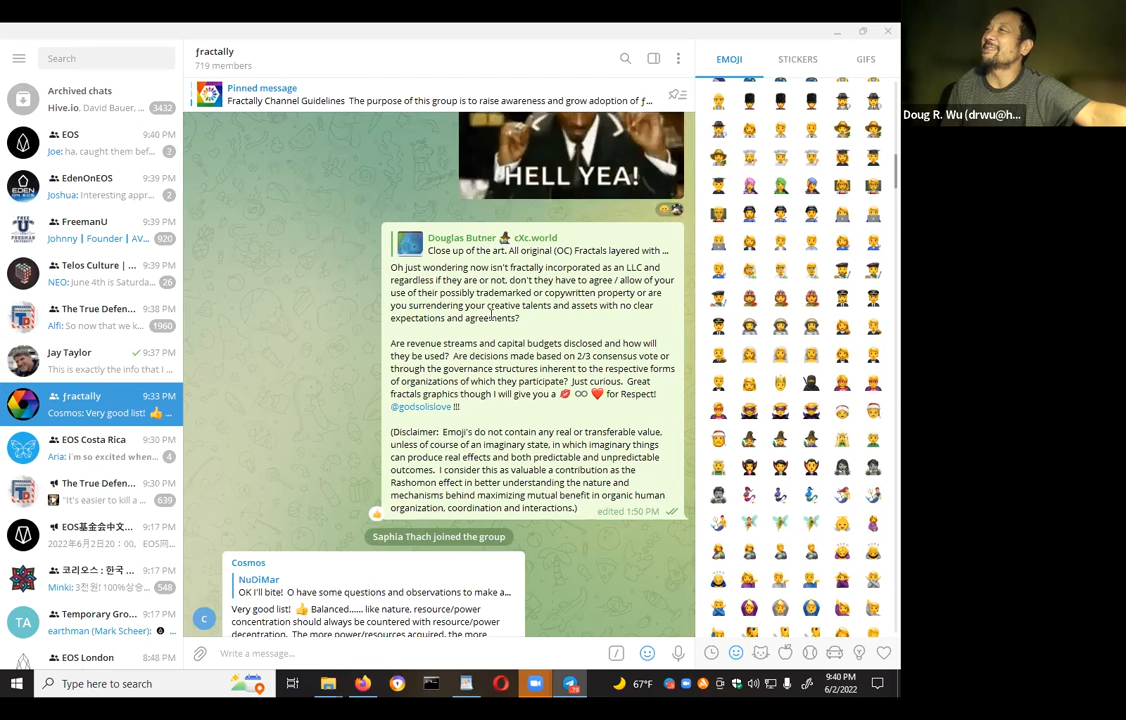 Search
Archived chats
Hive.io, David Bauer, ...
3432
EOS
9:40 PM
Joe: ha, caught them bef...
2
EdenOnEOS
9:39 PM
Joshua: Interesting appr...
2
FreemanU
9:39 PM
Johnny | Founder | AV...
920
Telos Culture | ...
9:39 PM
NEO: June 4th is Saturda...
26
The True Defen...
9:38 PM
Alfi: So now that we k...
1960
Jay Taylor
9:37 PM
This is exactly the info that I ...
ƒractally
9:33 PM
Cosmos: Very good list! 👍 ...
EOS Costa Rica
9:30 PM
Aria: i'm so excited when...
4
The True Defen...
9:30 PM
"It's easier to kill a ...
639
EOS基金会中文...
9:17 PM
2022年6月2日20：00，EOS网...
코리오스 : 한국 ...
9:17 PM
Minki: 3천원! 100%상승...
548
TA
Temporary Gro...
9:17 PM
earthman (Mark Scheer): ...
EOS London
8:48 PM
ƒractally
719 members
Pinned message
Fractally Channel Guidelines The purpose of this group is to raise awareness and grow adoption of ƒ...
HELL YEA!
Douglas Butner cXc.world
Close up of the art. All original (OC) Fractals layered with ...
Oh just wondering now isn't fractally incorporated as an LLC and
regardless if they are or not, don't they have to agree / allow of your
use of their possibly trademarked or copywritten property or are
you surrendering your creative talents and assets with no clear
expectations and agreements?
Are revenue streams and capital budgets disclosed and how will
they be used? Are decisions made based on 2/3 consensus vote or
through the governance structures inherent to the respective forms
of organizations of which they participate? Just curious. Great
fractals graphics though I will give you a 💋 ♾ ❤️ for Respect!
@godsolislove !!!
(Disclaimer: Emoji's do not contain any real or transferable value,
unless of course of an imaginary state, in which imaginary things
can produce real effects and both predictable and unpredictable
outcomes. I consider this as valuable a contribution as the
Rashomon effect in better understanding the nature and
mechanisms behind maximizing mutual benefit in organic human
organization, coordination and interactions.)
edited 1:50 PM
Saphia Thach joined the group
Cosmos
NuDiMar
OK I'll bite! O have some questions and observations to make a...
Very good list! 👍 Balanced...... like nature, resource/power
concentration should always be countered with resource/power
decentration. The more power/resources acquired, the more
C
Write a message...
EMOJI
STICKERS
GIFS
Doug R. Wu (drwu@h...
Type here to search
67°F
9:40 PM
6/2/2022